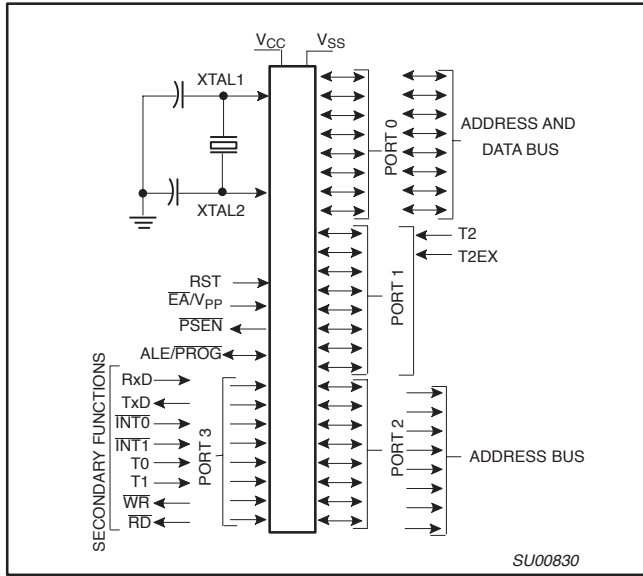 VCC VSS
XTAL1
XTAL2
PORT 0
ADDRESS AND
DATA BUS
T2
T2EX
PORT 1
RST
EA/VPP
PSEN
ALE/PROG
SECONDARY FUNCTIONS
RxD
TxD
INT0
INT1
T0
T1
WR
RD
PORT 3
PORT 2
ADDRESS BUS
SU00830